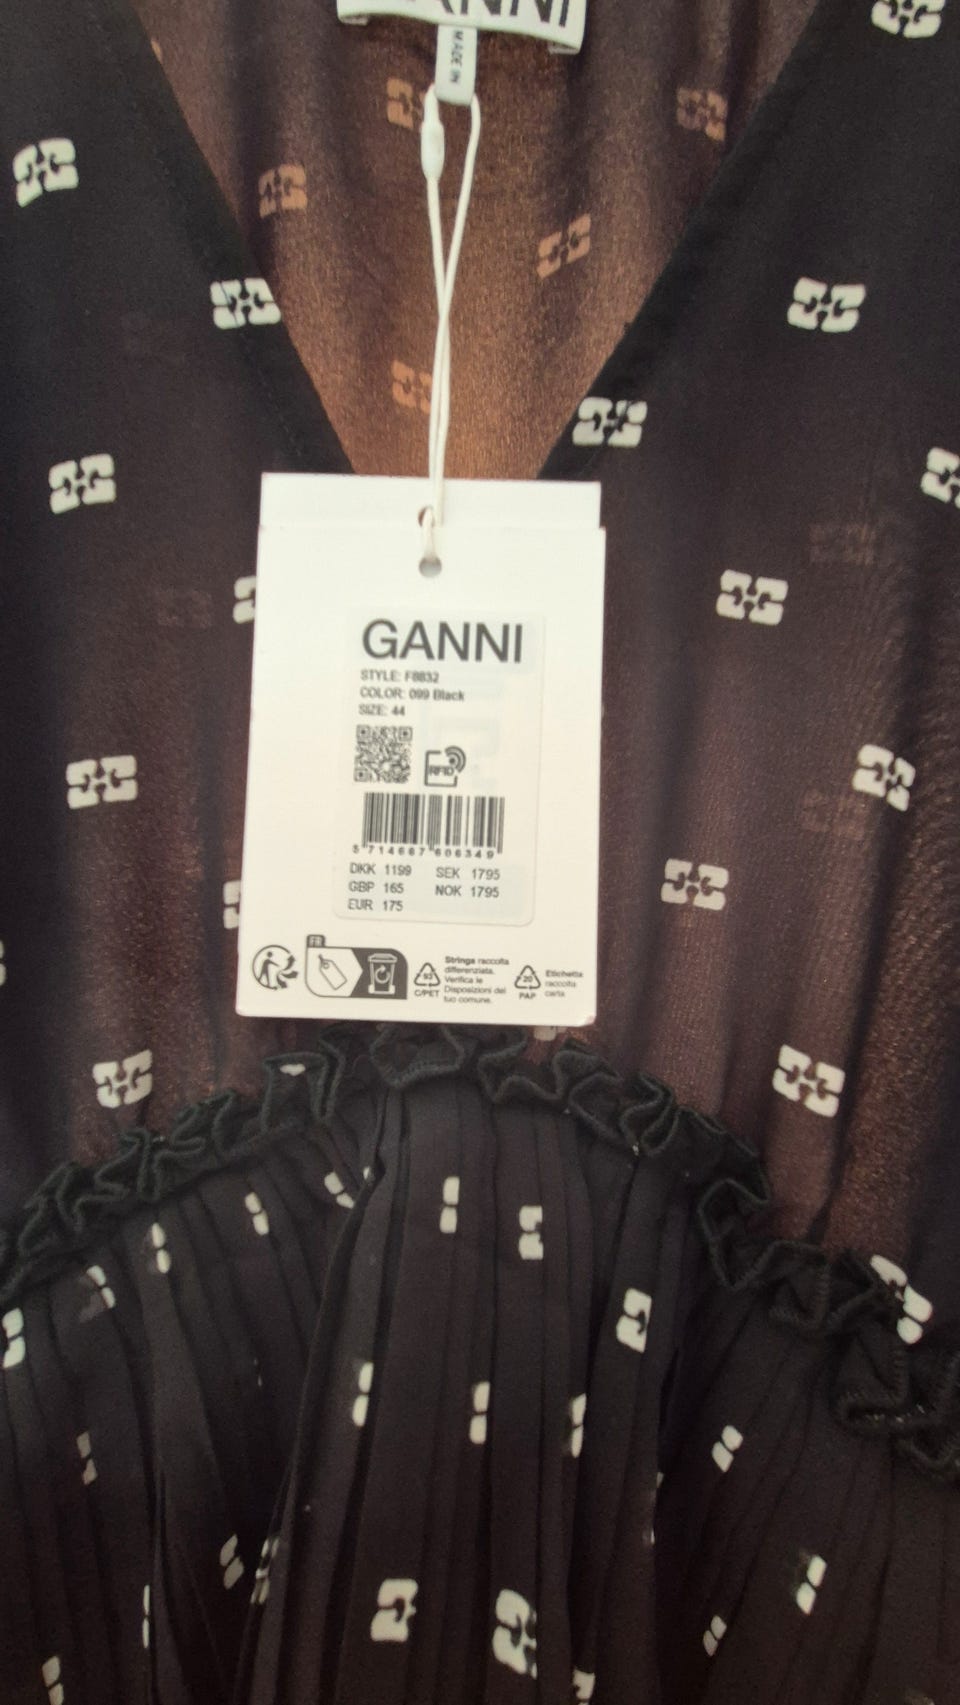 GANNI
MADE IN
GANNI
STYLE: F8832
COLOR: 099 Black
SIZE: 44
RFID
5 714667 606349
DKK 1199 SEK 1795
GBP 165 NOK 1795
EUR 175
FR
Stringa raccolta
differenziata.
Verifica le
Disposizioni del
tuo comune.
93
C/PET
20
PAP
Etichetta
raccolta
carta